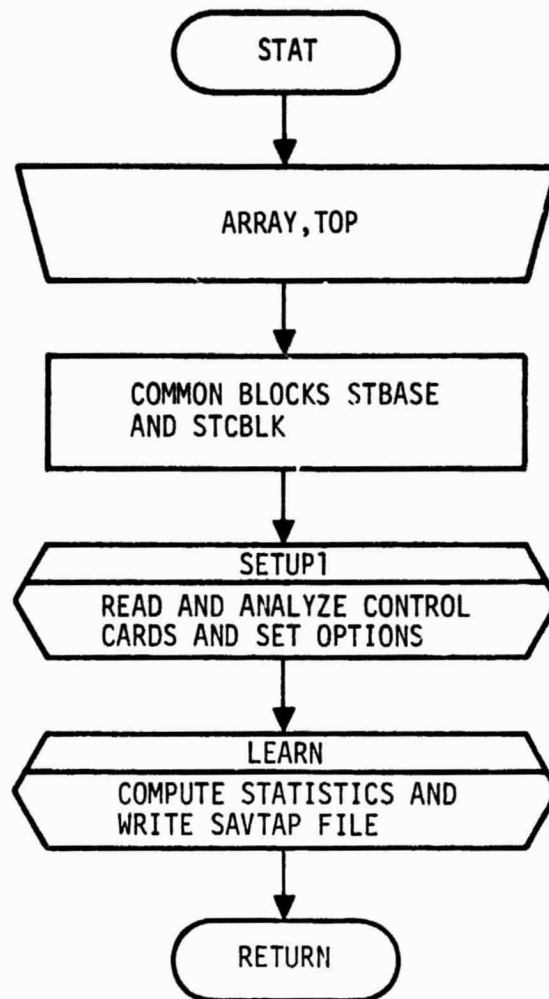 STAT
ARRAY,TOP
COMMON BLOCKS STBASE
AND STCBLK
SETUP1
READ AND ANALYZE CONTROL
CARDS AND SET OPTIONS
LEARN
COMPUTE STATISTICS AND
WRITE SAVTAP FILE
RETURN